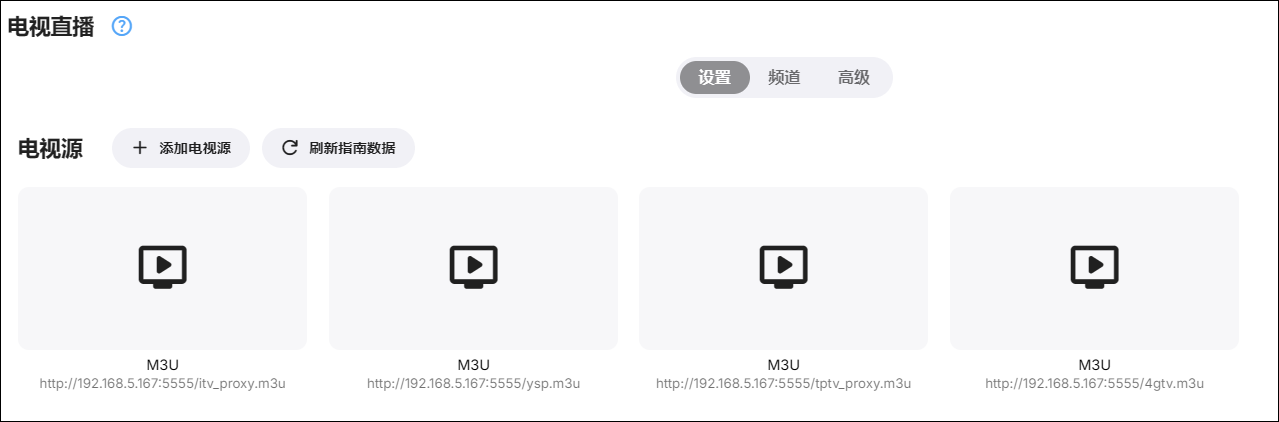 电视直播
设置 频道 高级
电视源 添加电视源 刷新指南数据
M3U
http://192.168.5.167:5555/itv_proxy.m3u
M3U
http://192.168.5.167:5555/ysp.m3u
M3U
http://192.168.5.167:5555/tptv_proxy.m3u
M3U
http://192.168.5.167:5555/4gtv.m3u